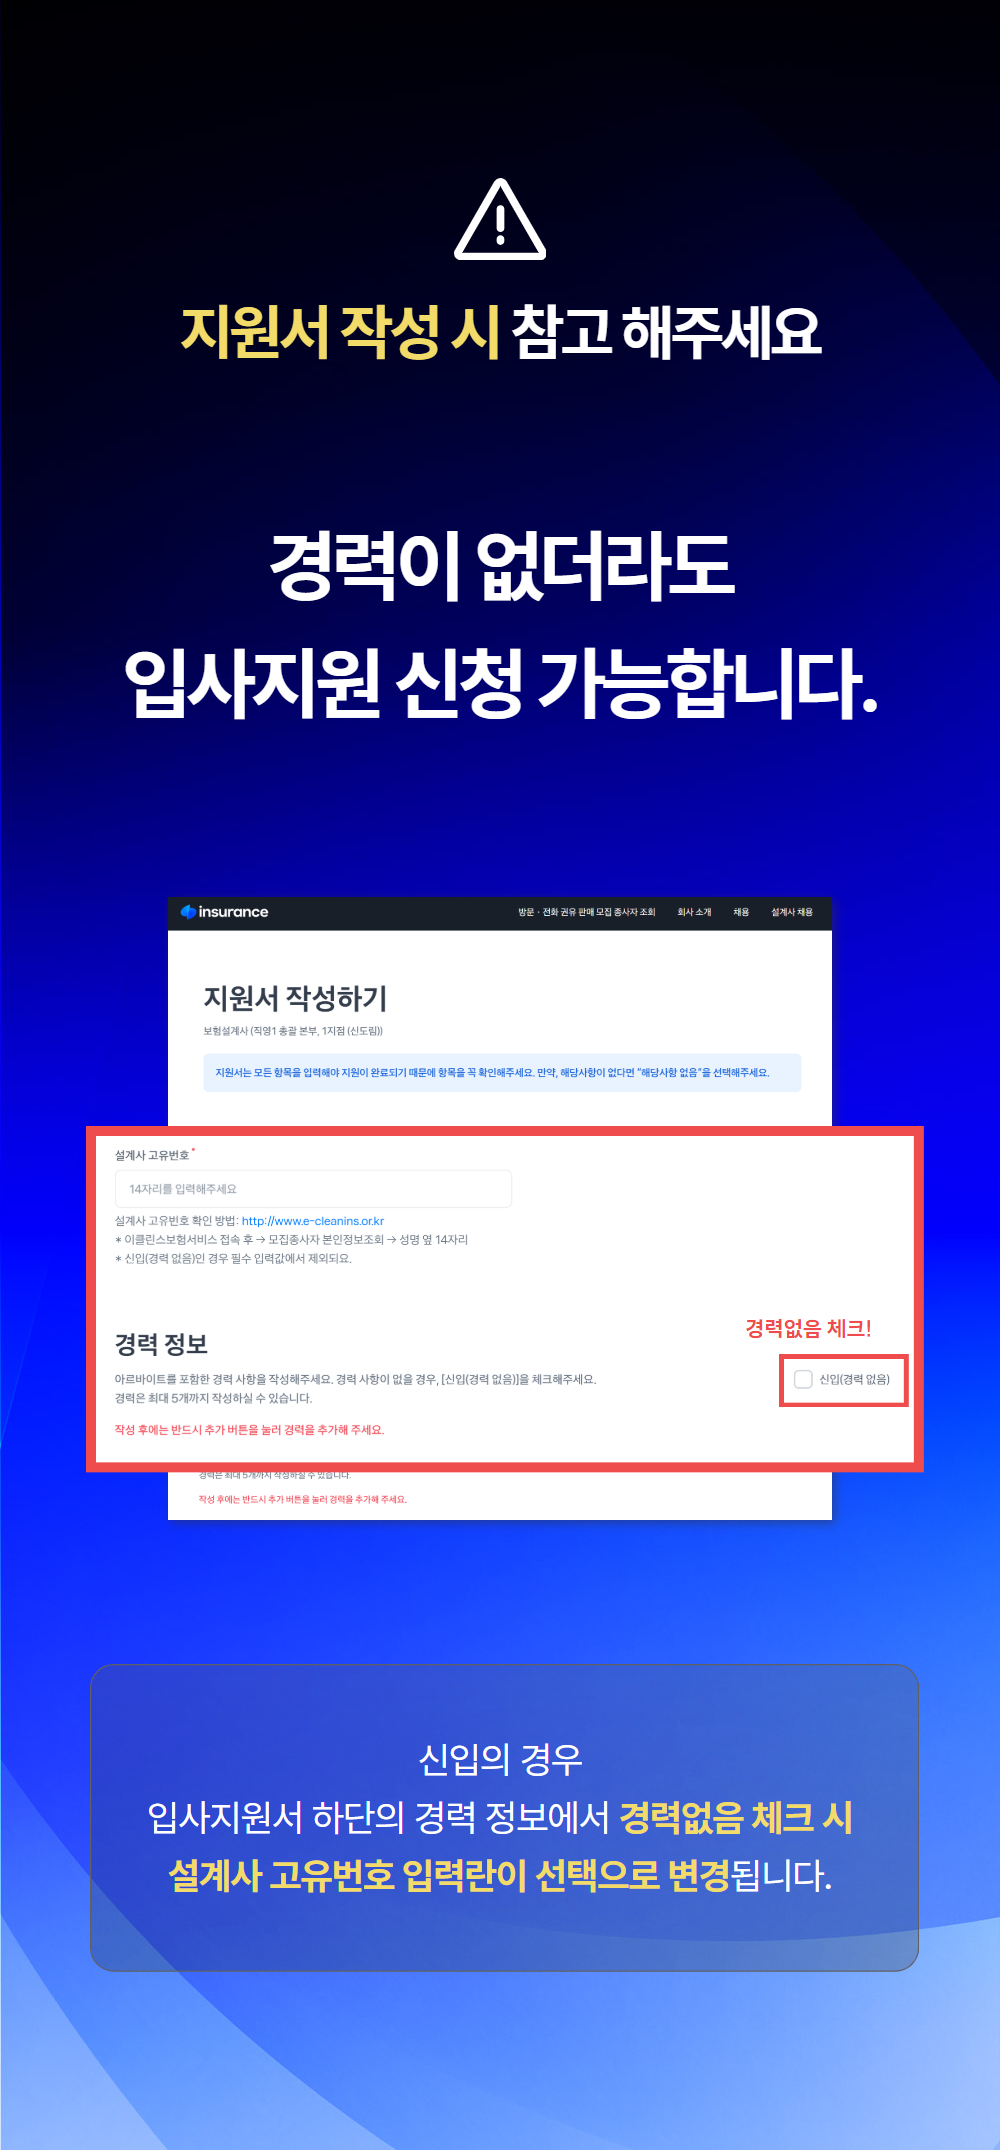 지원서 작성 시 참고 해주세요
경력이 없더라도
입사지원 신청 가능합니다.
insurance
방문 · 전화 권유 판매 모집 종사자 조회 회사 소개 채용 설계사 채용
지원서 작성하기
보험설계사 (직영1 총괄 본부, 1지점 (신도림))
지원서는 모든 항목을 입력해야 지원이 완료되기 때문에 항목을 꼭 확인해주세요. 만약, 해당사항이 없다면 "해당사항 없음"을 선택해주세요.
설계사 고유번호 *
14자리를 입력해주세요
설계사 고유번호 확인 방법: http://www.e-cleanins.or.kr
* 이클린스보험서비스 접속 후 → 모집종사자 본인정보조회 → 성명 옆 14자리
* 신입(경력 없음)인 경우 필수 입력값에서 제외되요.
경력없음 체크!
경력 정보
아르바이트를 포함한 경력 사항을 작성해주세요. 경력 사항이 없을 경우, [신입(경력 없음)]을 체크해주세요.
신입(경력 없음)
경력은 최대 5개까지 작성하실 수 있습니다.
작성 후에는 반드시 추가 버튼을 눌러 경력을 추가해 주세요.
경력은 최대 5개까지 작성하실 수 있습니다.
작성 후에는 반드시 추가 버튼을 눌러 경력을 추가해 주세요.
신입의 경우
입사지원서 하단의 경력 정보에서 경력없음 체크 시
설계사 고유번호 입력란이 선택으로 변경됩니다.